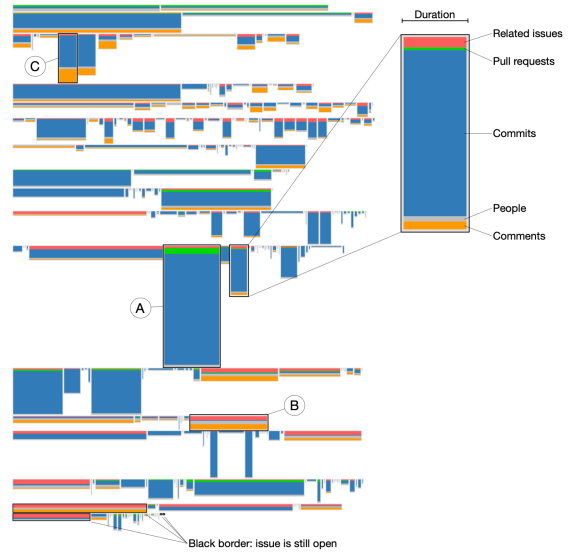 Duration
Related issues
Pull requests
C
Commits
People
Comments
A
B
Black border: issue is still open